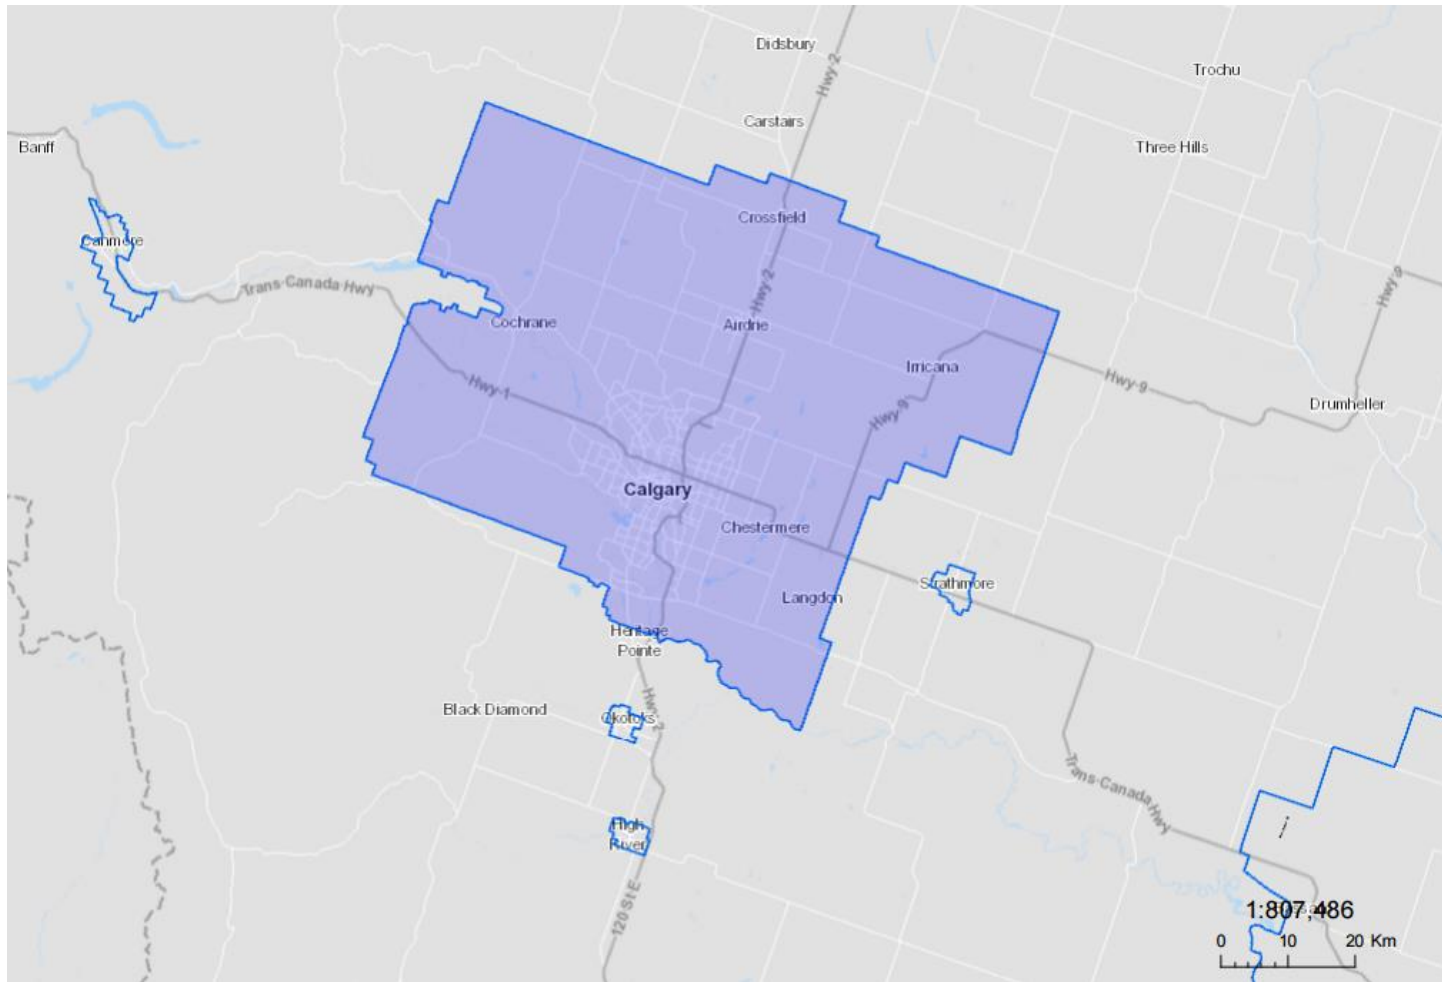 Didsbury
Hwy 2
Trochu
Carstairs
Banff
Three Hills
Crossfield
Canmore
Trans-Canada Hwy
Hwy-2
Hwy-9
Cochrane
Airdrie
Irricana
Hwy-9
Hwy-1
Hwy-9
Drumheller
Calgary
Chestermere
Strathmore
Langdon
Heritage
Pointe
Black Diamond
Hwy-2
Okotoks
Trans-Canada Hwy
High
River
120 St E
1:807,486
0 10 20 Km